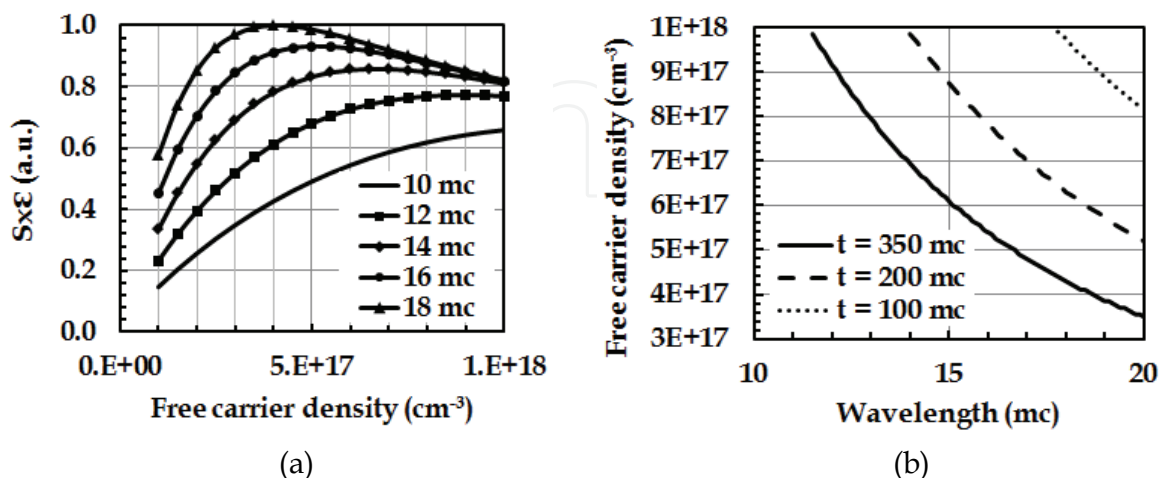 1.0
0.8
0.6
0.4
0.2
0.0
Sxε (a.u.)
10 mc
12 mc
14 mc
16 mc
18 mc
0.E+00 5.E+17 1.E+18
Free carrier density (cm⁻³)
(a)
1E+18
9E+17
8E+17
7E+17
6E+17
5E+17
4E+17
3E+17
Free carrier density (cm⁻³)
t = 350 mc
t = 200 mc
t = 100 mc
10 15 20
Wavelength (mc)
(b)